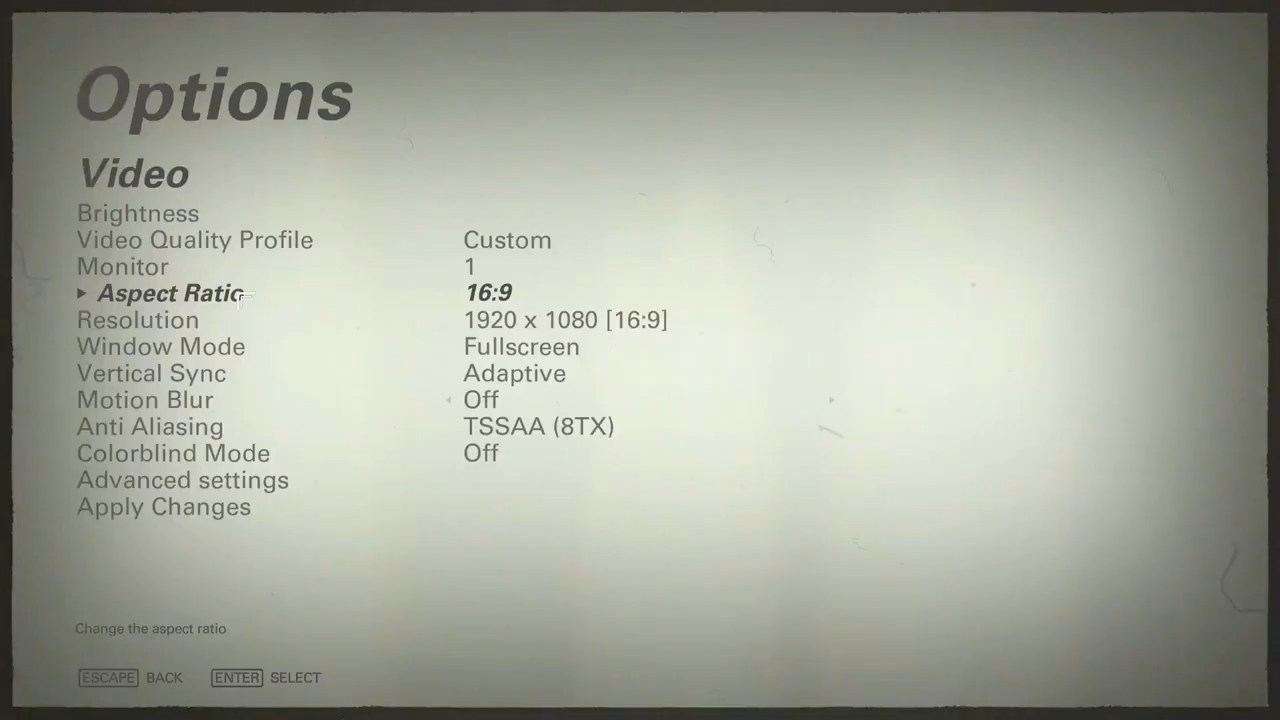 Options
Video
Brightness
Video Quality Profile Custom
Monitor 1
Aspect Ratio 16:9
Resolution 1920 x 1080 [16:9]
Window Mode Fullscreen
Vertical Sync Adaptive
Motion Blur Off
Anti Aliasing TSSAA (8TX)
Colorblind Mode Off
Advanced settings
Apply Changes
Change the aspect ratio
ESCAPE BACK ENTER SELECT